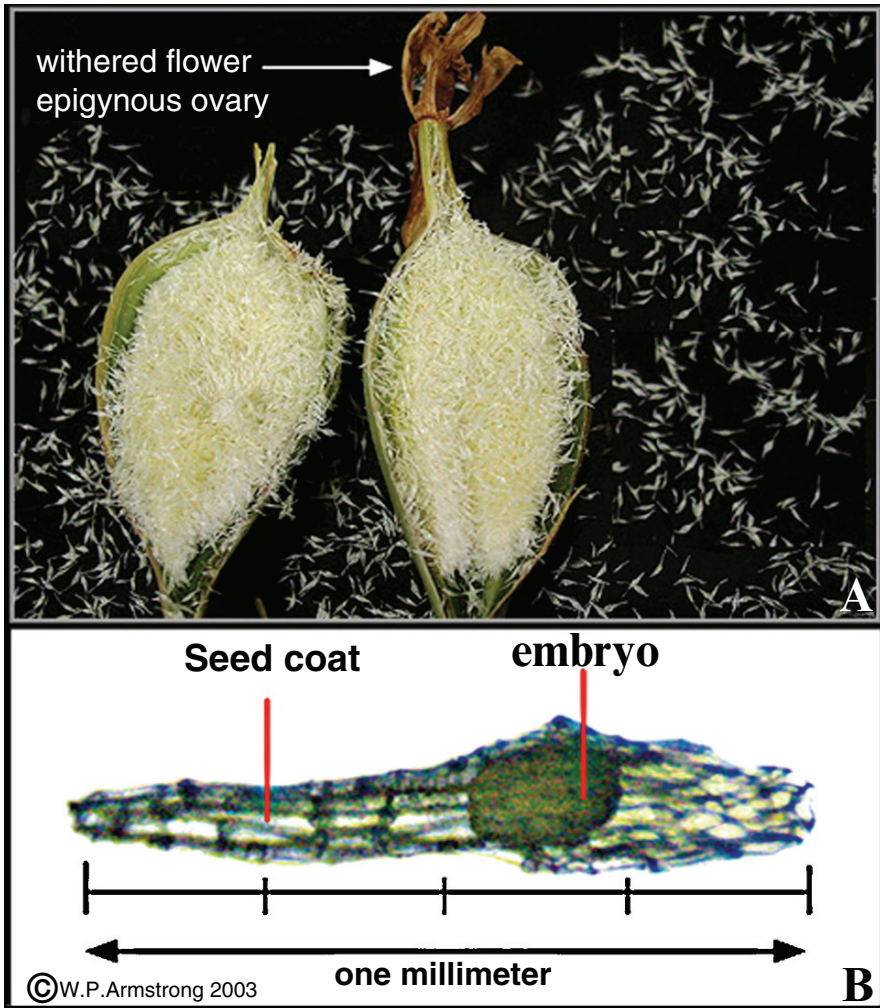 withered flower
epigynous ovary
A
Seed coat
embryo
one millimeter
©W.P.Armstrong 2003
B